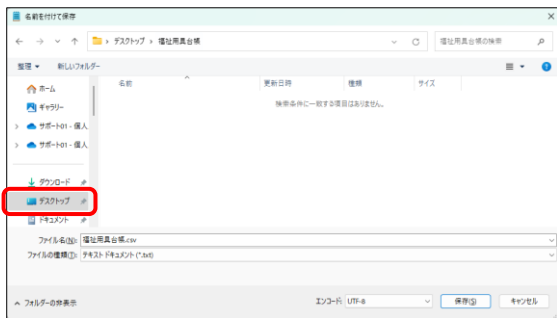 名前を付けて保存
デスクトップ › 福祉用具台帳
福祉用具台帳の検索
整理 新しいフォルダー
名前 更新日時 種類 サイズ
検索条件に一致する項目はありません。
ホーム
ギャラリー
サポート01 - 個人
サポート01 - 個人
ダウンロード
デスクトップ
ドキュメント
ファイル名(N): 福祉用具台帳.csv
ファイルの種類(T): テキスト ドキュメント (*.txt)
フォルダーの非表示
エンコード: UTF-8
保存(S)
キャンセル